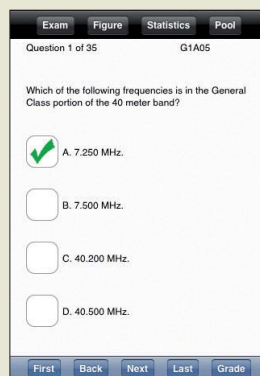 Exam Figure Statistics Pool
Question 1 of 35 G1A05
Which of the following frequencies is in the General
Class portion of the 40 meter band?
A. 7.250 MHz.
B. 7.500 MHz.
C. 40.200 MHz.
D. 40.500 MHz.
First Back Next Last Grade